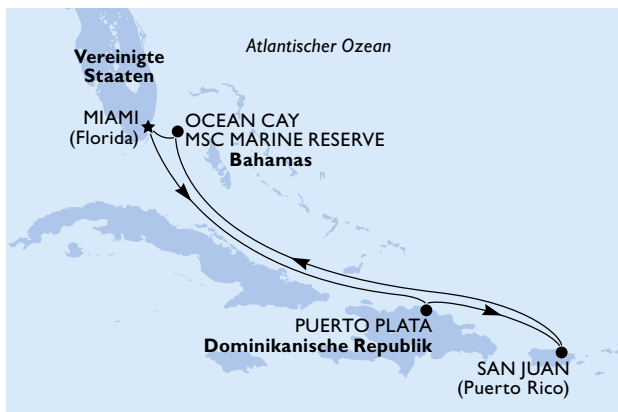 Atlantischer Ozean
Vereinigte
Staaten
MIAMI
(Florida)
OCEAN CAY
MSC MARINE RESERVE
Bahamas
PUERTO PLATA
Dominikanische Republik
SAN JUAN
(Puerto Rico)